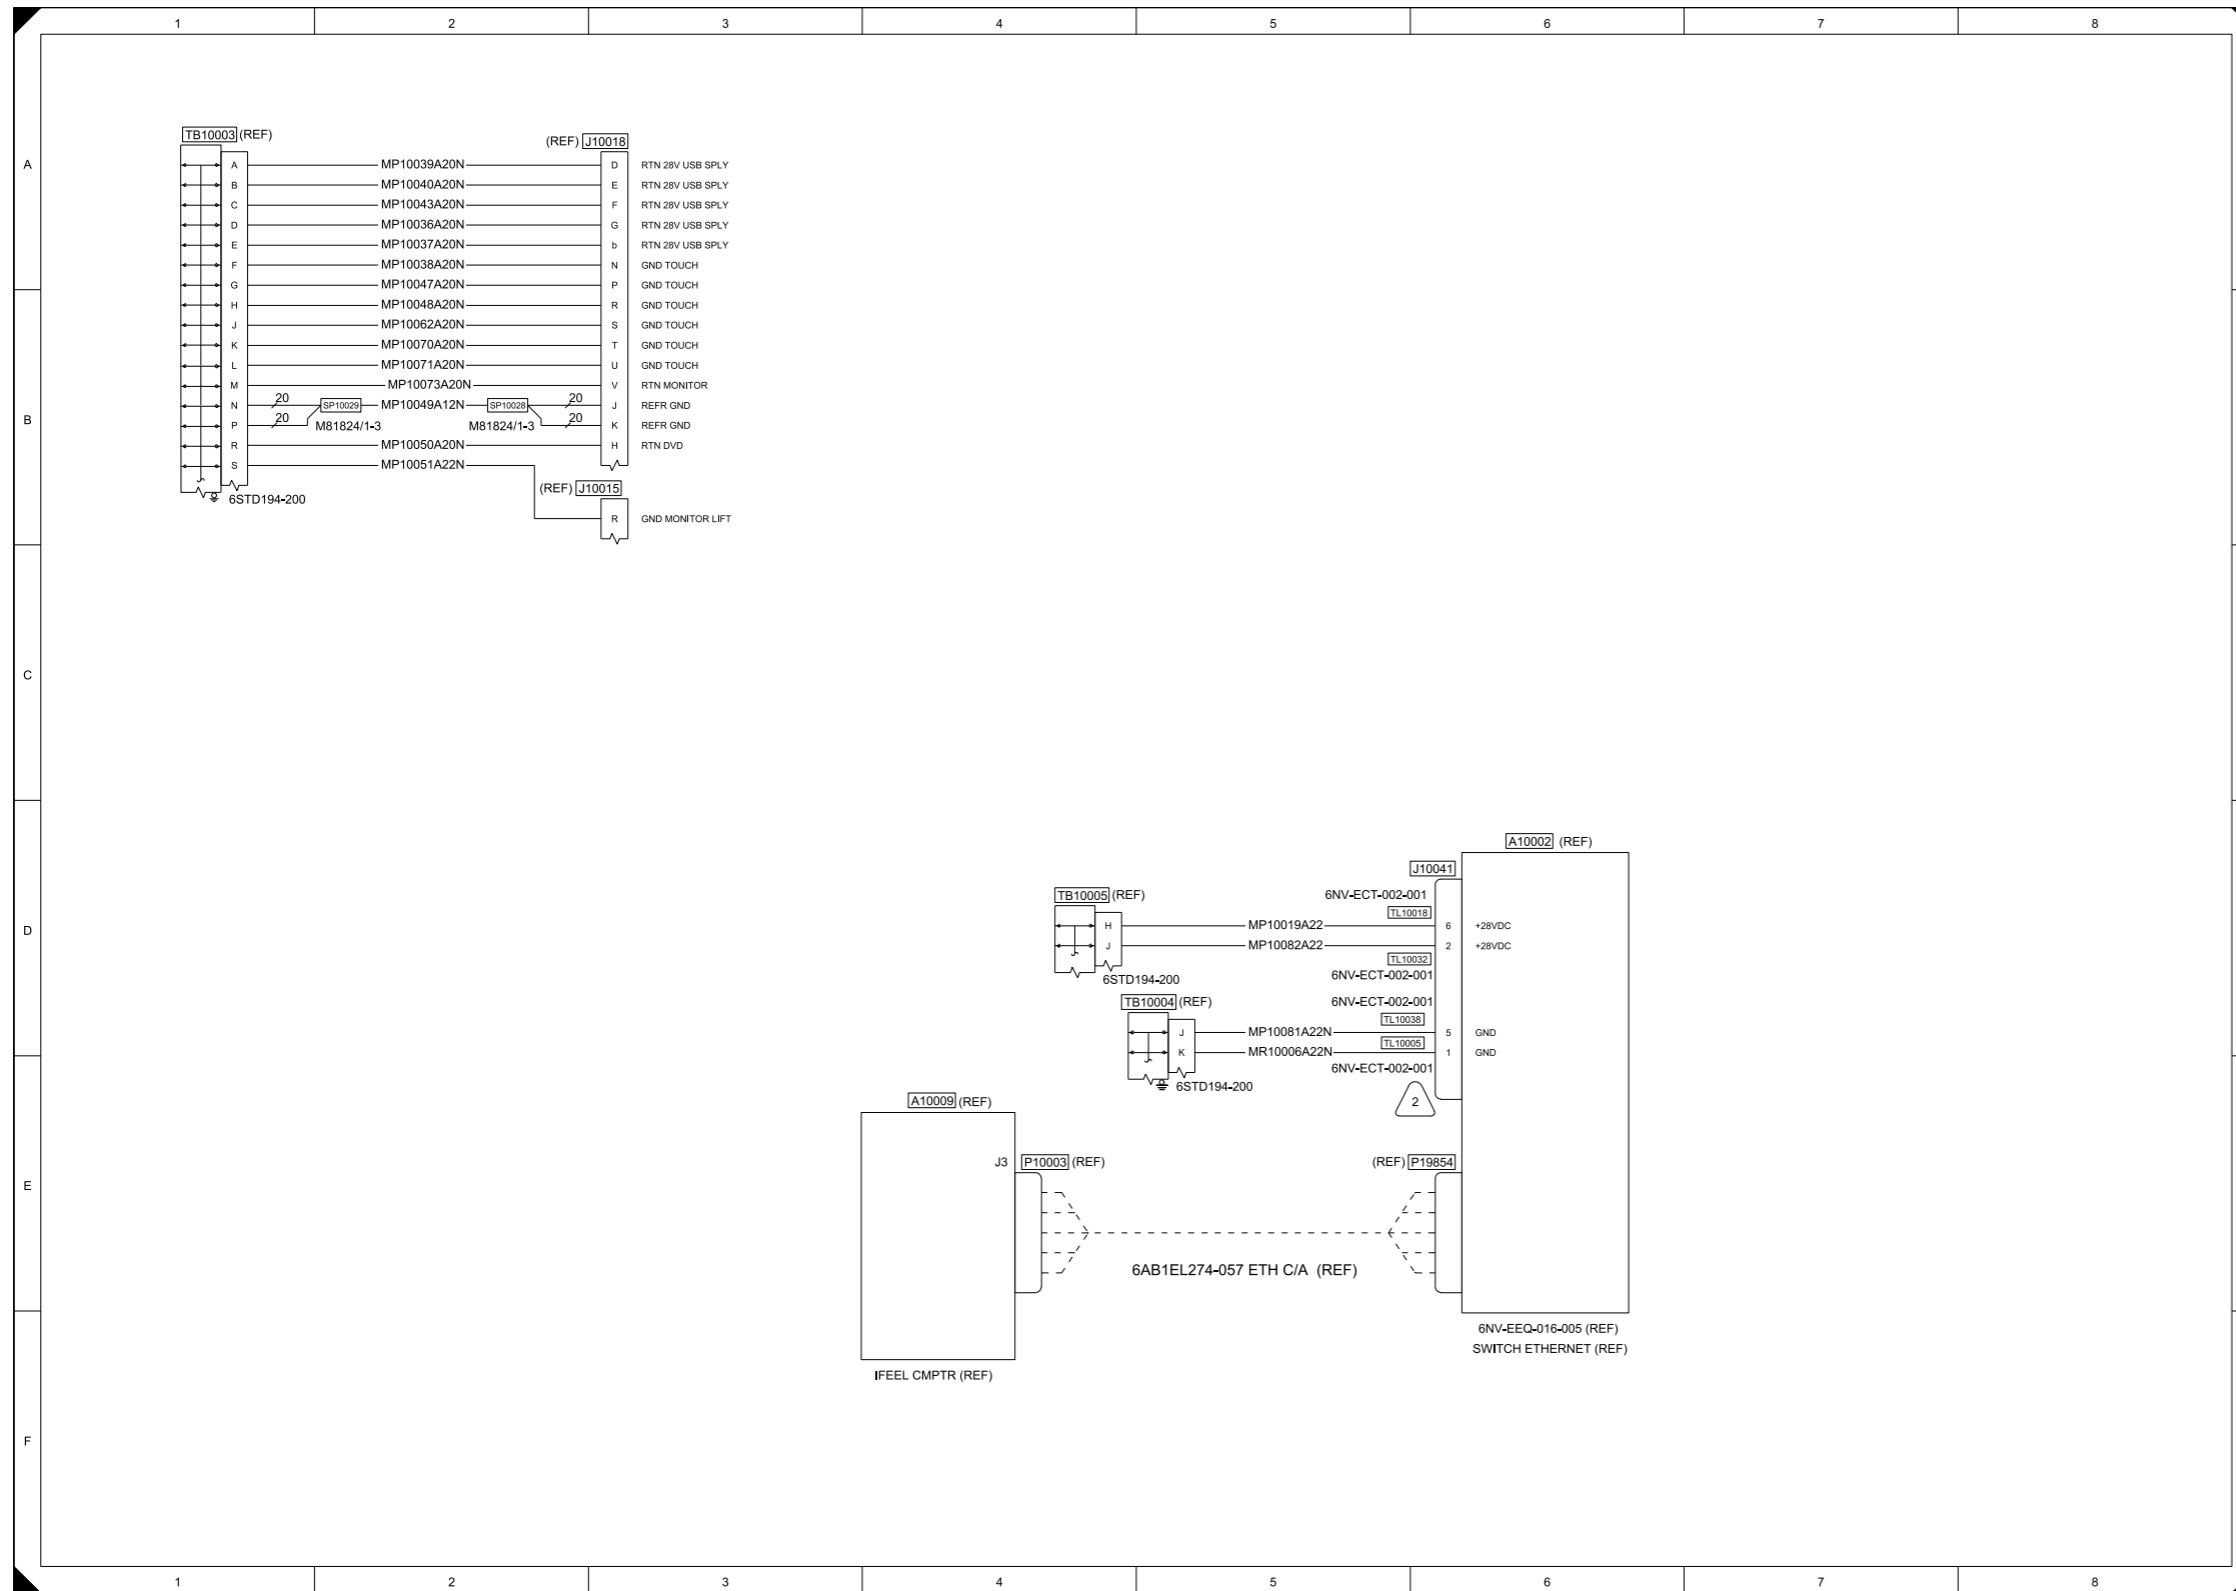 1 2 3 4 5 6 7 8
A
B
C
D
E
F
TB10003 (REF)
(REF) J10018
A MP10039A20N D RTN 28V USB SPLY
B MP10040A20N E RTN 28V USB SPLY
C MP10043A20N F RTN 28V USB SPLY
D MP10036A20N G RTN 28V USB SPLY
E MP10037A20N b RTN 28V USB SPLY
F MP10038A20N N GND TOUCH
G MP10047A20N P GND TOUCH
H MP10048A20N R GND TOUCH
J MP10062A20N S GND TOUCH
K MP10070A20N T GND TOUCH
L MP10071A20N U GND TOUCH
M MP10073A20N V RTN MONITOR
N 20 SP10029 MP10049A12N SP10028 20 J REFR GND
P 20 M81824/1-3 M81824/1-3 20 K REFR GND
R MP10050A20N H RTN DVD
S MP10051A22N
6STD194-200
(REF) J10015
R GND MONITOR LIFT
A10002 (REF)
J10041
TB10005 (REF)
6NV-ECT-002-001
TL10018
H MP10019A22 6 +28VDC
J MP10082A22 2 +28VDC
TL10032
6NV-ECT-002-001
6STD194-200
TB10004 (REF)
6NV-ECT-002-001
TL10038
J MP10081A22N 5 GND
TL10005
K MR10006A22N 1 GND
6NV-ECT-002-001
6STD194-200
2
A10009 (REF)
J3 P10003 (REF)
(REF) P19854
6AB1EL274-057 ETH C/A (REF)
6NV-EEQ-016-005 (REF)
SWITCH ETHERNET (REF)
IFEEL CMPTR (REF)
1 2 3 4 5 6 7 8